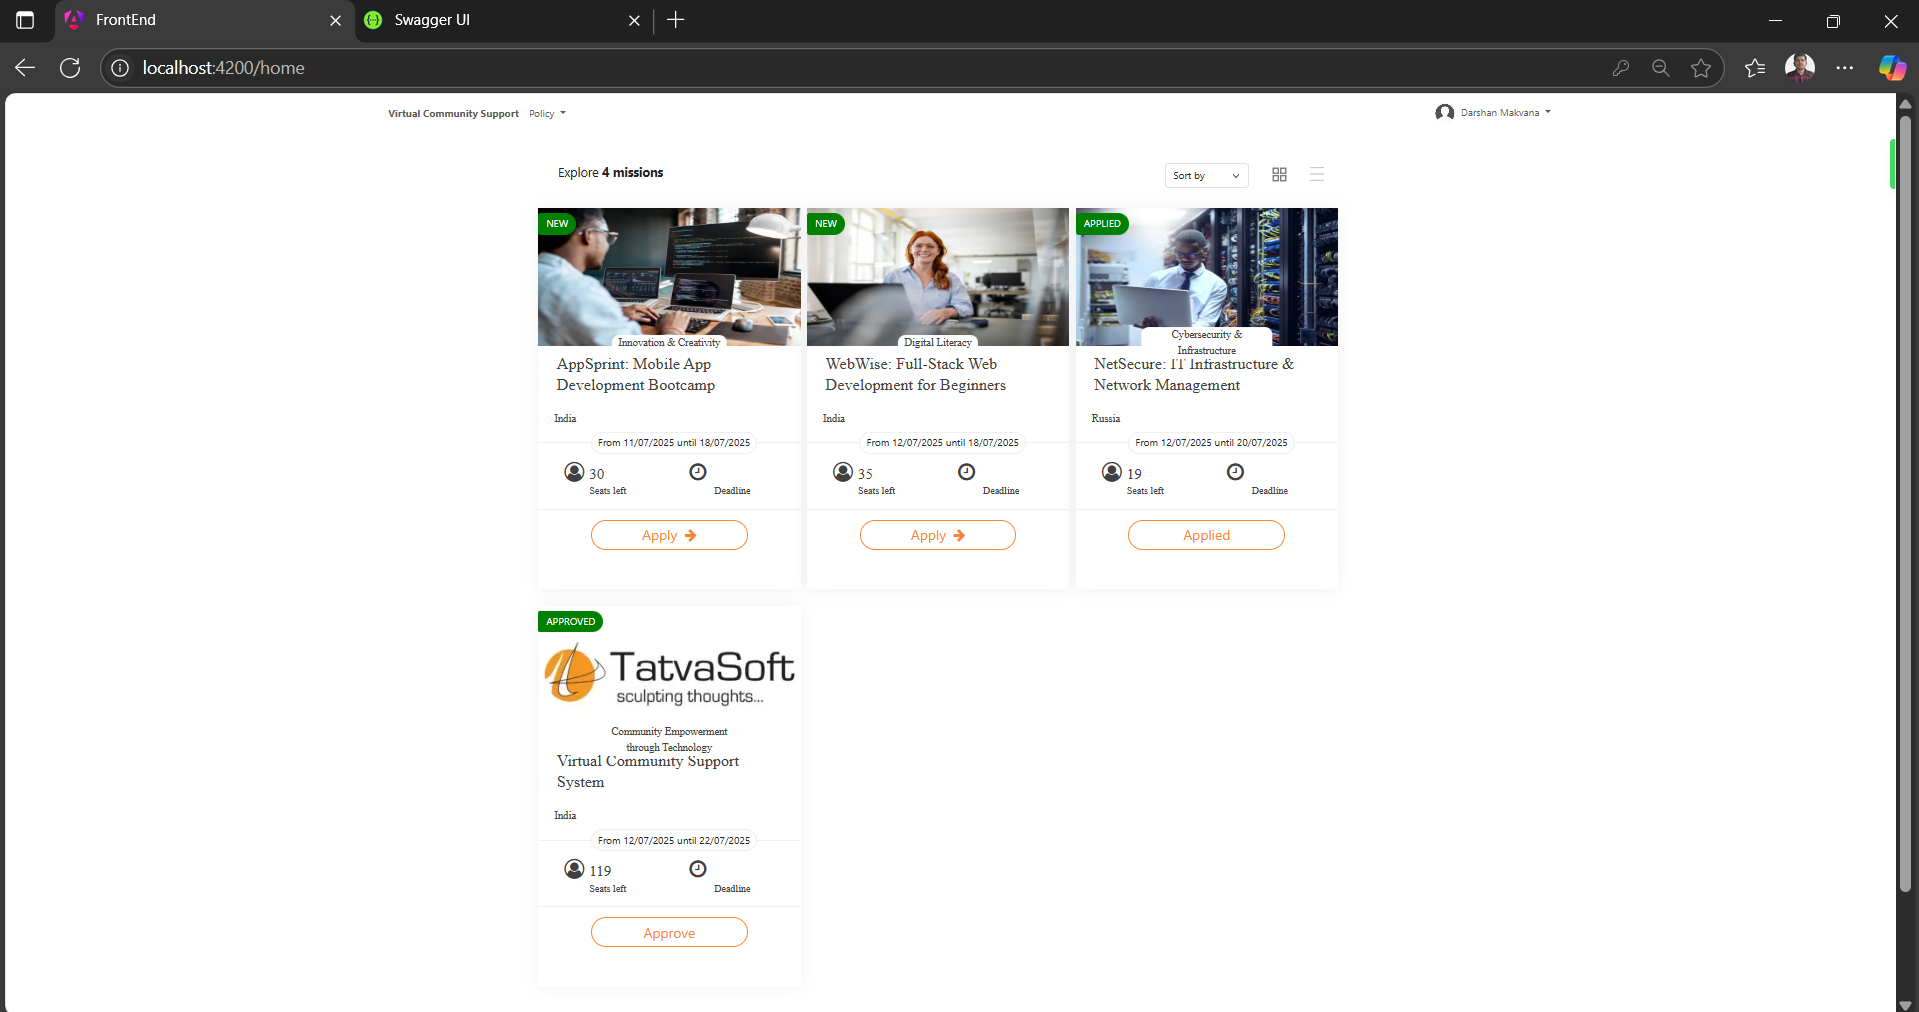 FrontEnd
Swagger UI
localhost:4200/home
Virtual Community Support Policy
Darshan Makvana
Explore 4 missions
Sort by
NEW
Innovation & Creativity
AppSprint: Mobile App
Development Bootcamp
India
From 11/07/2025 until 18/07/2025
30
Seats left
Deadline
Apply
NEW
Digital Literacy
WebWise: Full-Stack Web
Development for Beginners
India
From 12/07/2025 until 18/07/2025
35
Seats left
Deadline
Apply
APPLIED
Cybersecurity &
Infrastructure
NetSecure: IT Infrastructure &
Network Management
Russia
From 12/07/2025 until 20/07/2025
19
Seats left
Deadline
Applied
APPROVED
TatvaSoft
sculpting thoughts...
Community Empowerment
through Technology
Virtual Community Support
System
India
From 12/07/2025 until 22/07/2025
119
Seats left
Deadline
Approve